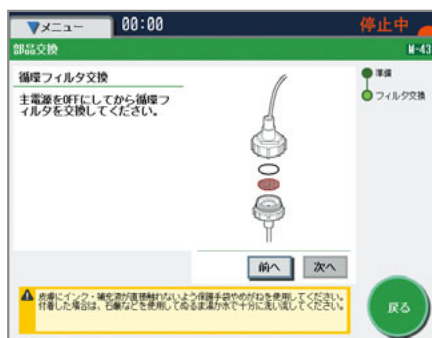 ▼メニュー
00:00
停止中
部品交換
M-43
循環フィルタ交換
主電源をOFFにしてから循環フ
ィルタを交換してください。
準備
フィルタ交換
前へ
次へ
皮膚にインク・補充液が直接触れないよう保護手袋やめがねを使用してください。
付着した場合は、石鹸などを使用してぬるま湯か水で十分に洗い流してください。
戻る